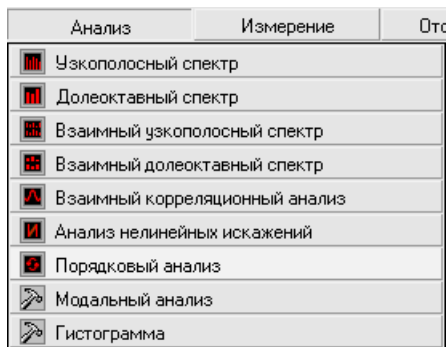 Анализ Измерение Ото
Узкополосный спектр
Долеоктавный спектр
Взаимный узкополосный спектр
Взаимный долеоктавный спектр
Взаимный корреляционный анализ
Анализ нелинейных искажений
Порядковый анализ
Модальный анализ
Гистограмма